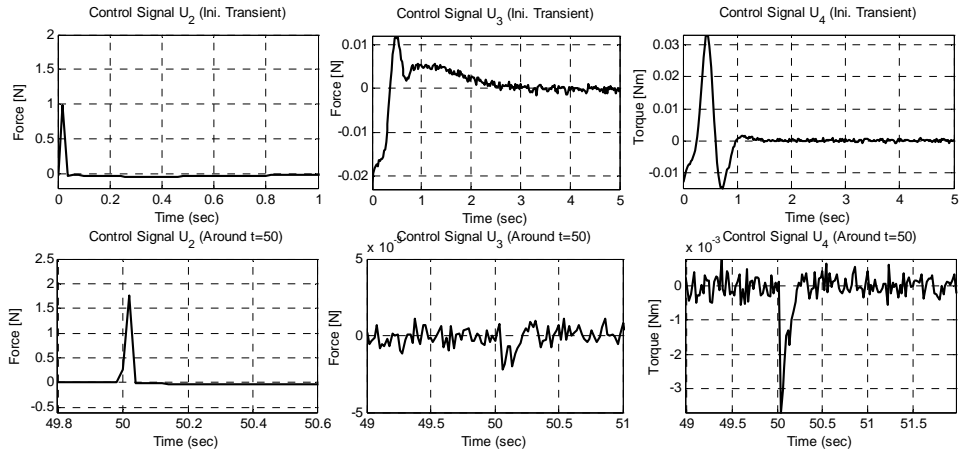 Control Signal U2 (Ini. Transient)
2
1.5
1
0.5
0
Force [N]
0 0.2 0.4 0.6 0.8 1
Time (sec)
Control Signal U3 (Ini. Transient)
0.01
0
-0.01
-0.02
Force [N]
0 1 2 3 4 5
Time (sec)
Control Signal U4 (Ini. Transient)
0.03
0.02
0.01
0
-0.01
Torque [Nm]
0 1 2 3 4 5
Time (sec)
Control Signal U2 (Around t=50)
2.5
2
1.5
1
0.5
0
-0.5
Force [N]
49.8 50 50.2 50.4 50.6
Time (sec)
Control Signal U3 (Around t=50)
x 10-3
5
0
-5
Force [N]
49 49.5 50 50.5 51
Time (sec)
Control Signal U4 (Around t=50)
x 10-3
0
-1
-2
-3
Torque [Nm]
49 49.5 50 50.5 51 51.5
Time (sec)